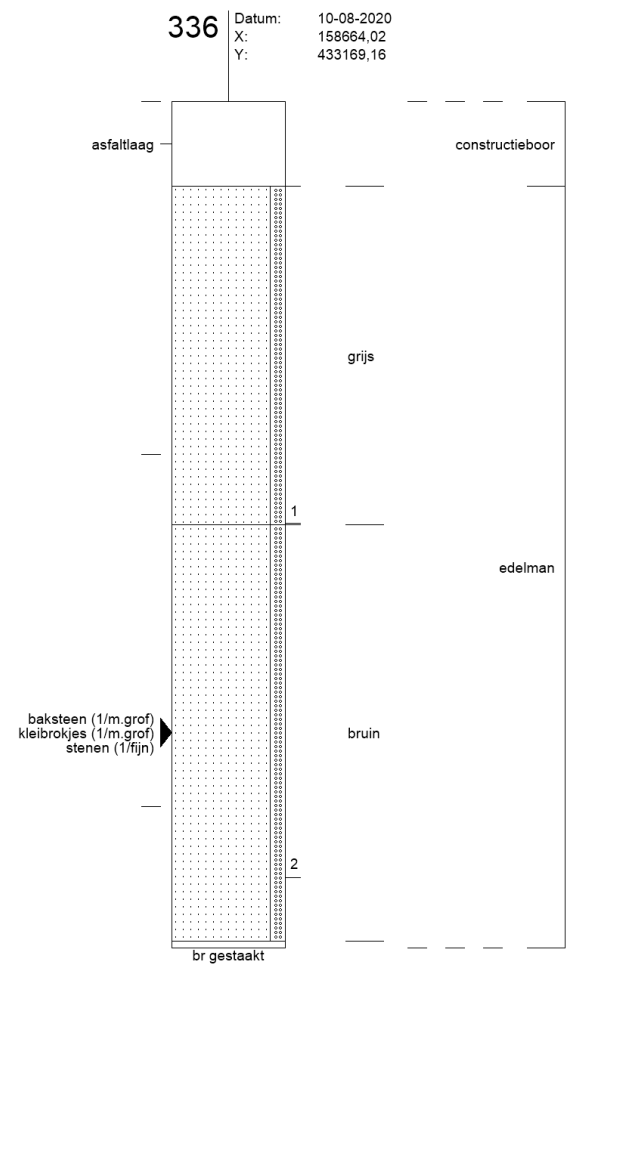 336
Datum: 10-08-2020
X: 158664,02
Y: 433169,16
asfaltlaag
constructieboor
grijs
1
edelman
baksteen (1/m.grof)
kleibrokjes (1/m.grof)
stenen (1/fijn)
bruin
2
br gestaakt